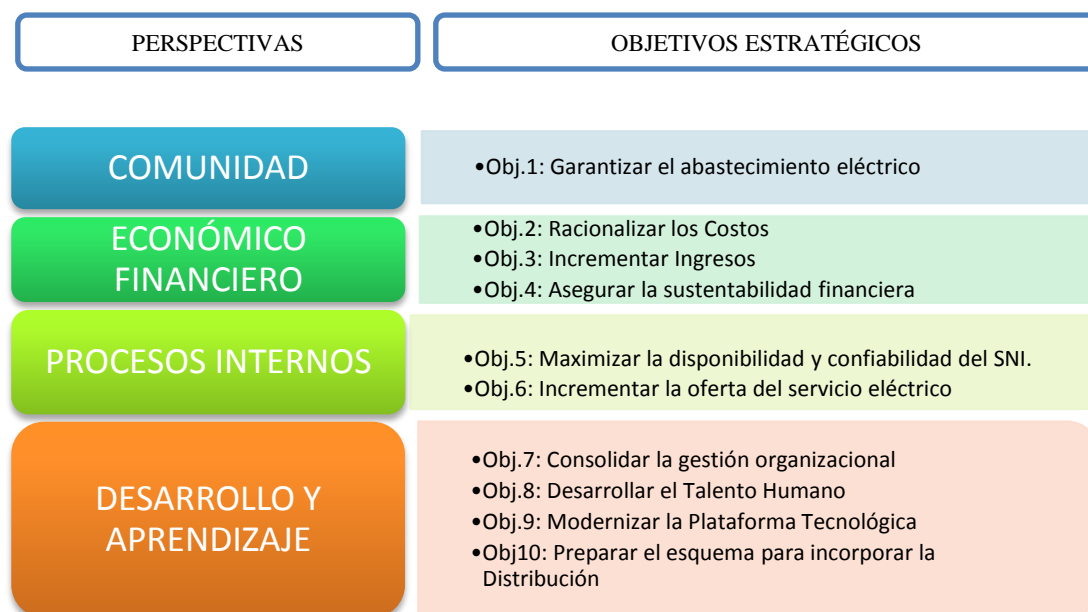 PERSPECTIVAS
OBJETIVOS ESTRATÉGICOS
COMUNIDAD
•Obj.1: Garantizar el abastecimiento eléctrico
ECONÓMICO
FINANCIERO
•Obj.2: Racionalizar los Costos
•Obj.3: Incrementar Ingresos
•Obj.4: Asegurar la sustentabilidad financiera
PROCESOS INTERNOS
•Obj.5: Maximizar la disponibilidad y confiabilidad del SNI.
•Obj.6: Incrementar la oferta del servicio eléctrico
DESARROLLO Y
APRENDIZAJE
•Obj.7: Consolidar la gestión organizacional
•Obj.8: Desarrollar el Talento Humano
•Obj.9: Modernizar la Plataforma Tecnológica
•Obj10: Preparar el esquema para incorporar la
Distribución